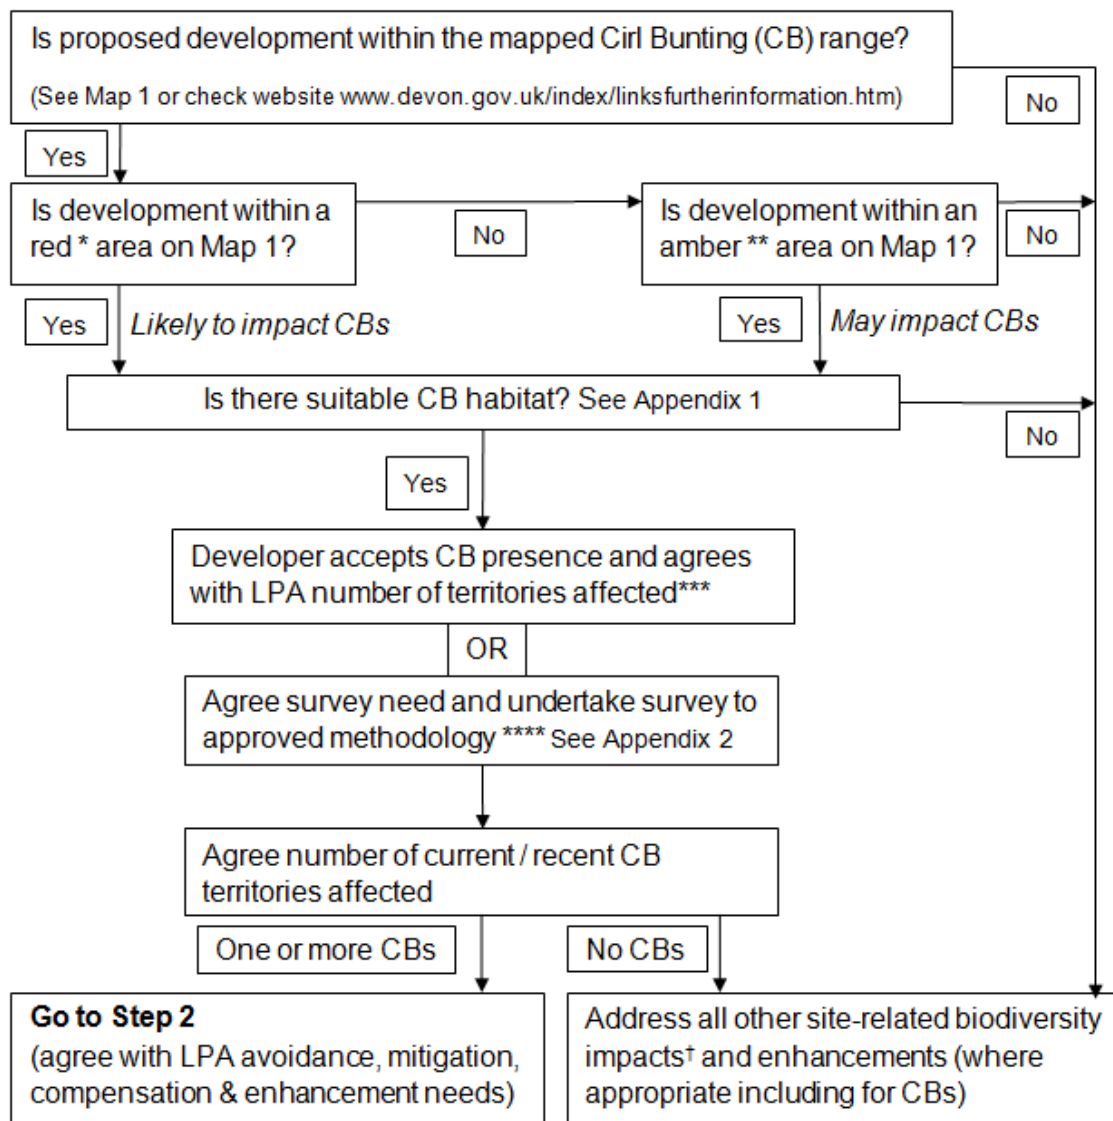 Is proposed development within the mapped Cirl Bunting (CB) range?
(See Map 1 or check website www.devon.gov.uk/index/linksfurtherinformation.htm)
No
Yes
Is development within a
red * area on Map 1?
No
Is development within an
amber ** area on Map 1?
No
Yes
Likely to impact CBs
Yes
May impact CBs
Is there suitable CB habitat? See Appendix 1
No
Yes
Developer accepts CB presence and agrees
with LPA number of territories affected***
OR
Agree survey need and undertake survey to
approved methodology **** See Appendix 2
Agree number of current / recent CB
territories affected
One or more CBs
No CBs
Go to Step 2
(agree with LPA avoidance, mitigation,
compensation & enhancement needs)
Address all other site-related biodiversity
impacts† and enhancements (where
appropriate including for CBs)